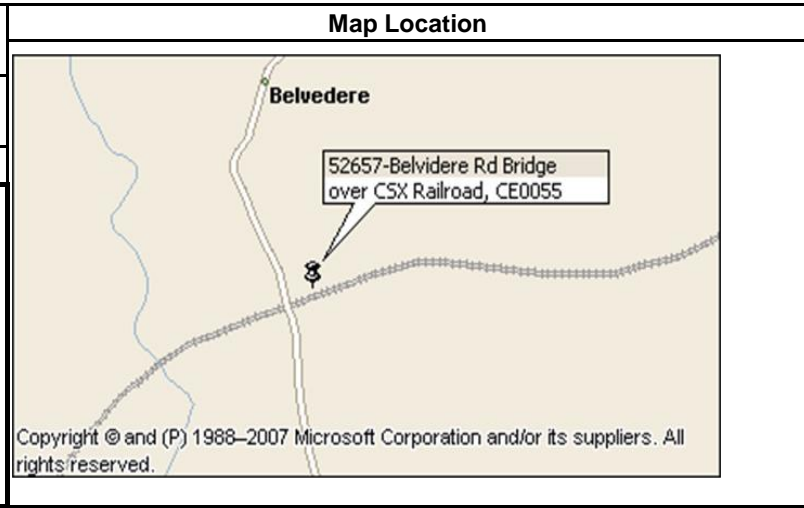 Map Location
Belvedere
52657-Belvidere Rd Bridge
over CSX Railroad, CE0055
Copyright © and (P) 1988–2007 Microsoft Corporation and/or its suppliers. All
rights reserved.